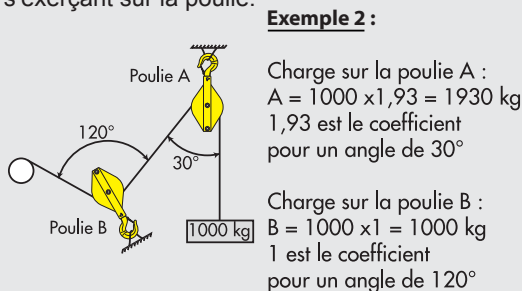 s'exerçant sur la poulie.
Exemple 2 :
Poulie A
120°
30°
Poulie B
1000 kg
Charge sur la poulie A :
A = 1000 x1,93 = 1930 kg
1,93 est le coefficient
pour un angle de 30°
Charge sur la poulie B :
B = 1000 x1 = 1000 kg
1 est le coefficient
pour un angle de 120°